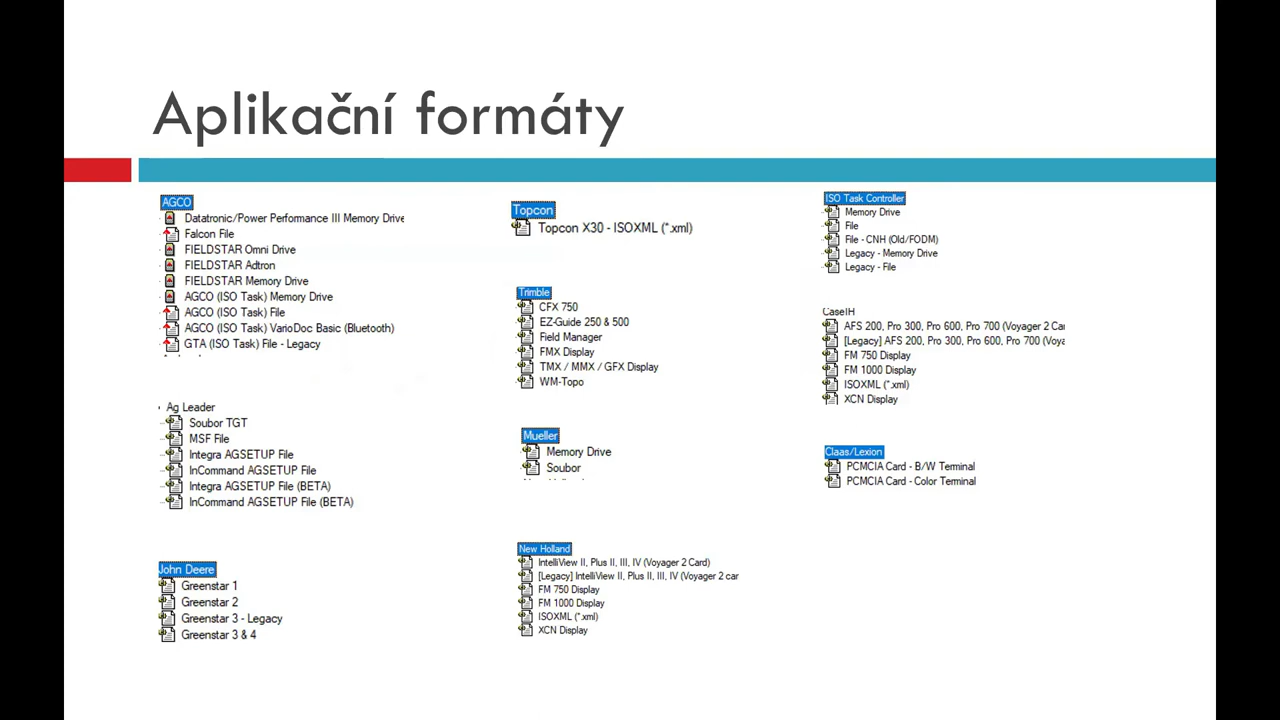 Aplikační formáty
AGCO
Datatronic/Power Performance III Memory Drive
Falcon File
FIELDSTAR Omni Drive
FIELDSTAR Adtron
FIELDSTAR Memory Drive
AGCO (ISO Task) Memory Drive
AGCO (ISO Task) File
AGCO (ISO Task) VarioDoc Basic (Bluetooth)
GTA (ISO Task) File - Legacy
Ag Leader
Soubor TGT
MSF File
Integra AGSETUP File
InCommand AGSETUP File
Integra AGSETUP File (BETA)
InCommand AGSETUP File (BETA)
John Deere
Greenstar 1
Greenstar 2
Greenstar 3 - Legacy
Greenstar 3 & 4
Topcon
Topcon X30 - ISOXML (*.xml)
Trimble
CFX 750
EZ-Guide 250 & 500
Field Manager
FMX Display
TMX / MMX / GFX Display
WM-Topo
Mueller
Memory Drive
Soubor
New Holland
IntelliView II, Plus II, III, IV (Voyager 2 Card)
[Legacy] IntelliView II, Plus II, III, IV (Voyager 2 car
FM 750 Display
FM 1000 Display
ISOXML (*.xml)
XCN Display
ISO Task Controller
Memory Drive
File
File - CNH (Old/FODM)
Legacy - Memory Drive
Legacy - File
CaseIH
AFS 200, Pro 300, Pro 600, Pro 700 (Voyager 2 Car
[Legacy] AFS 200, Pro 300, Pro 600, Pro 700 (Voya
FM 750 Display
FM 1000 Display
ISOXML (*.xml)
XCN Display
Claas/Lexion
PCMCIA Card - B/W Terminal
PCMCIA Card - Color Terminal